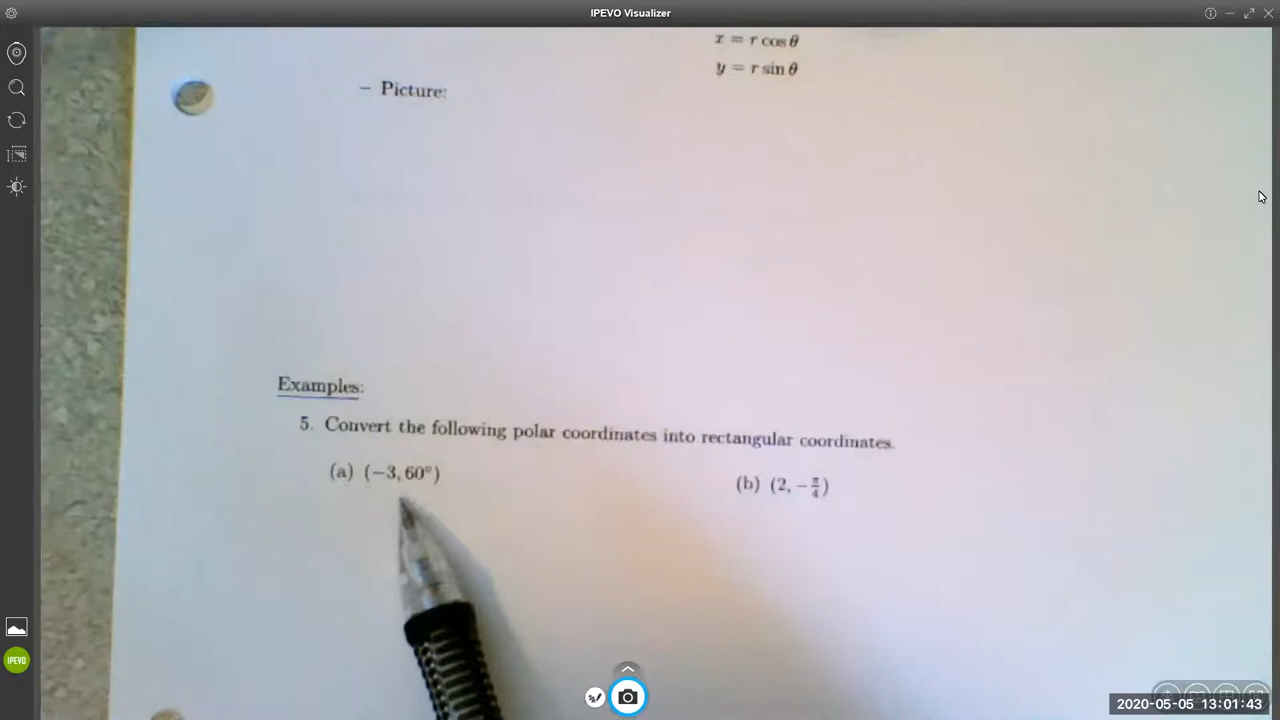 IPEVO Visualizer
x = r cos θ
y = r sin θ
– Picture:
Examples:
5. Convert the following polar coordinates into rectangular coordinates.
(a) (−3, 60°)
(b) (2, −π/4)
IPEVO
2020-05-05 13:01:43